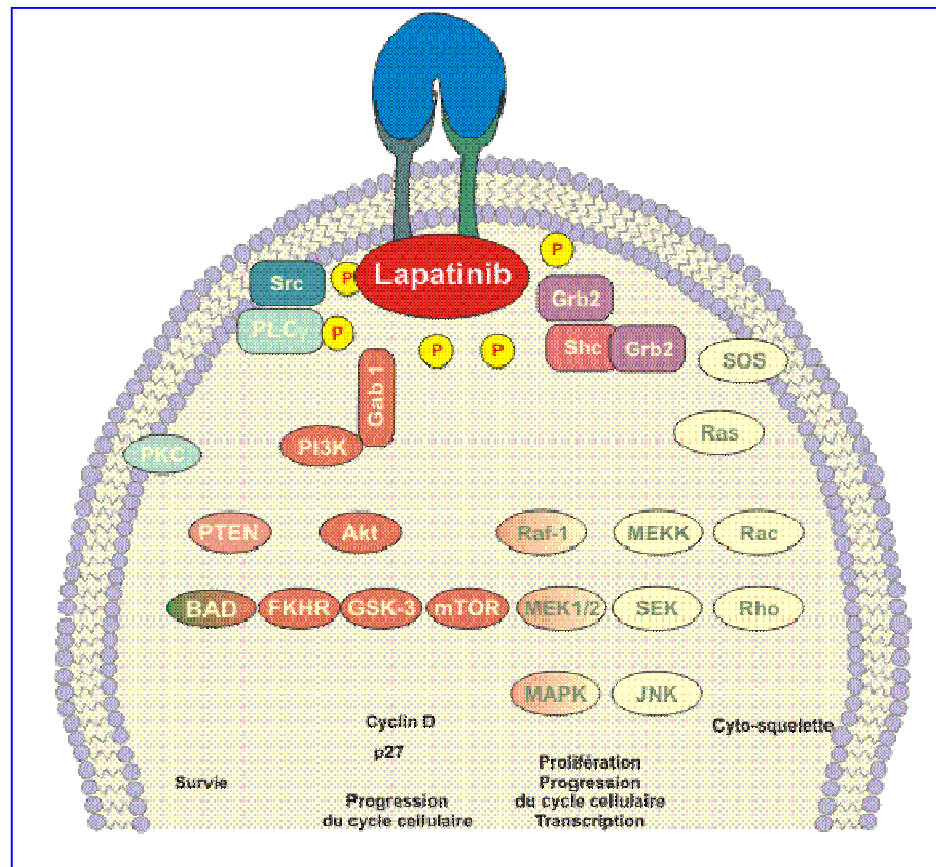 Lapatinib
P
P
Src
Grb2
PLCγ
P
P
P
Shc
Grb2
SOS
Gab 1
Ras
PKC
PI3K
PTEN
Akt
Raf-1
MEKK
Rac
BAD
FKHR
GSK-3
mTOR
MEK1/2
SEK
Rho
MAPK
JNK
Cyclin D
p27
Cyto-squelette
Survie
Progression
du cycle cellulaire
Prolifération
Progression
du cycle cellulaire
Transcription